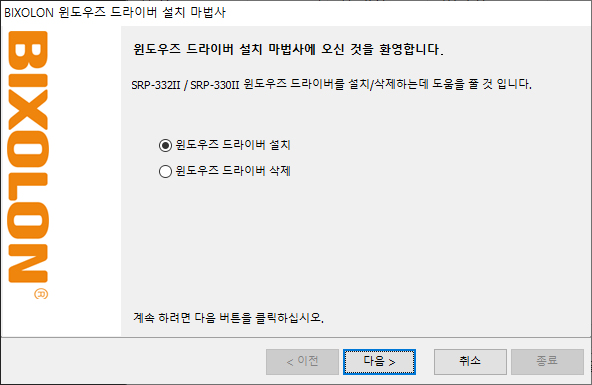 BIXOLON 윈도우즈 드라이버 설치 마법사
BIXOLON®
윈도우즈 드라이버 설치 마법사에 오신 것을 환영합니다.
SRP-332II / SRP-330II 윈도우즈 드라이버를 설치/삭제하는데 도움을 풀 것 입니다.
윈도우즈 드라이버 설치
윈도우즈 드라이버 삭제
계속 하려면 다음 버튼을 클릭하십시오.
< 이전
다음 >
취소
종료